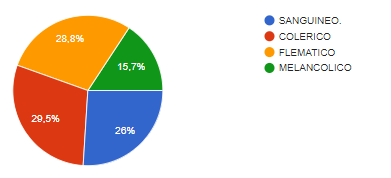 28,8%
15,7%
29,5%
26%
SANGUINEO.
COLERICO
FLEMATICO
MELANCOLICO